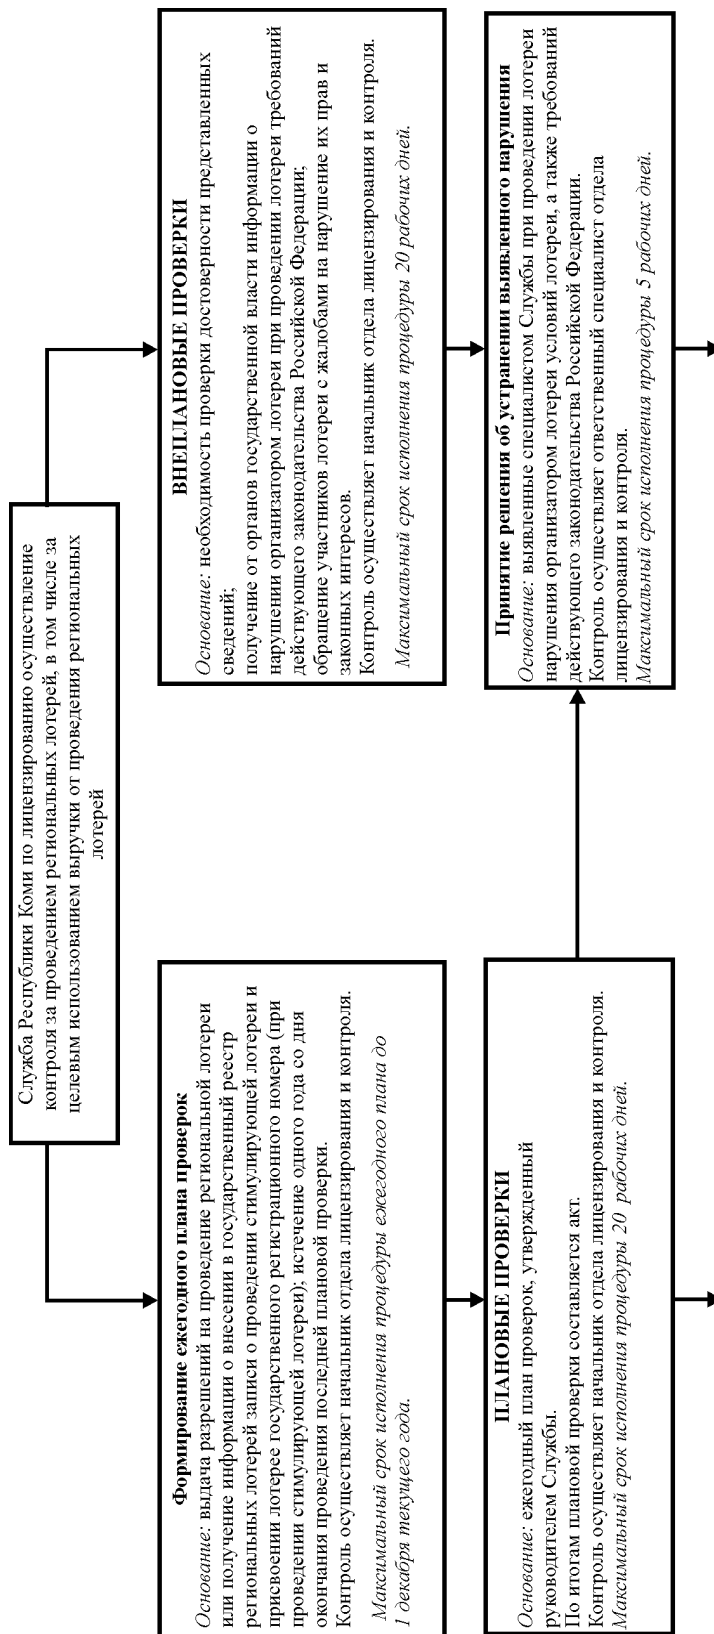 Служба Республики Коми по лицензированию осуществление
контроля за проведением региональных лотерей, в том числе за
целевым использованием выручки от проведения региональных
лотерей
Формирование ежегодного плана проверок
Основание: выдача разрешений на проведение региональной лотереи
или получение информации о внесении в государственный реестр
региональных лотерей записи о проведении стимулирующей лотереи и
присвоении лотерее государственного регистрационного номера (при
проведении стимулирующей лотереи); истечение одного года со дня
окончания проведения последней плановой проверки.
Контроль осуществляет начальник отдела лицензирования и контроля.
Максимальный срок исполнения процедуры ежегодного плана до
1 декабря текущего года.
ВНЕПЛАНОВЫЕ ПРОВЕРКИ
Основание: необходимость проверки достоверности представленных
сведений;
получение от органов государственной власти информации о
нарушении организатором лотереи при проведении лотереи требований
действующего законодательства Российской Федерации;
обращение участников лотереи с жалобами на нарушение их прав и
законных интересов.
Контроль осуществляет начальник отдела лицензирования и контроля.
Максимальный срок исполнения процедуры 20 рабочих дней.
ПЛАНОВЫЕ ПРОВЕРКИ
Основание: ежегодный план проверок, утвержденный
руководителем Службы.
По итогам плановой проверки составляется акт.
Контроль осуществляет начальник отдела лицензирования и контроля.
Максимальный срок исполнения процедуры 20 рабочих дней.
Принятие решения об устранении выявленного нарушения
Основание: выявленные специалистом Службы при проведении лотереи
нарушения организатором лотереи условий лотереи, а также требований
действующего законодательства Российской Федерации.
Контроль осуществляет ответственный специалист отдела
лицензирования и контроля.
Максимальный срок исполнения процедуры 5 рабочих дней.